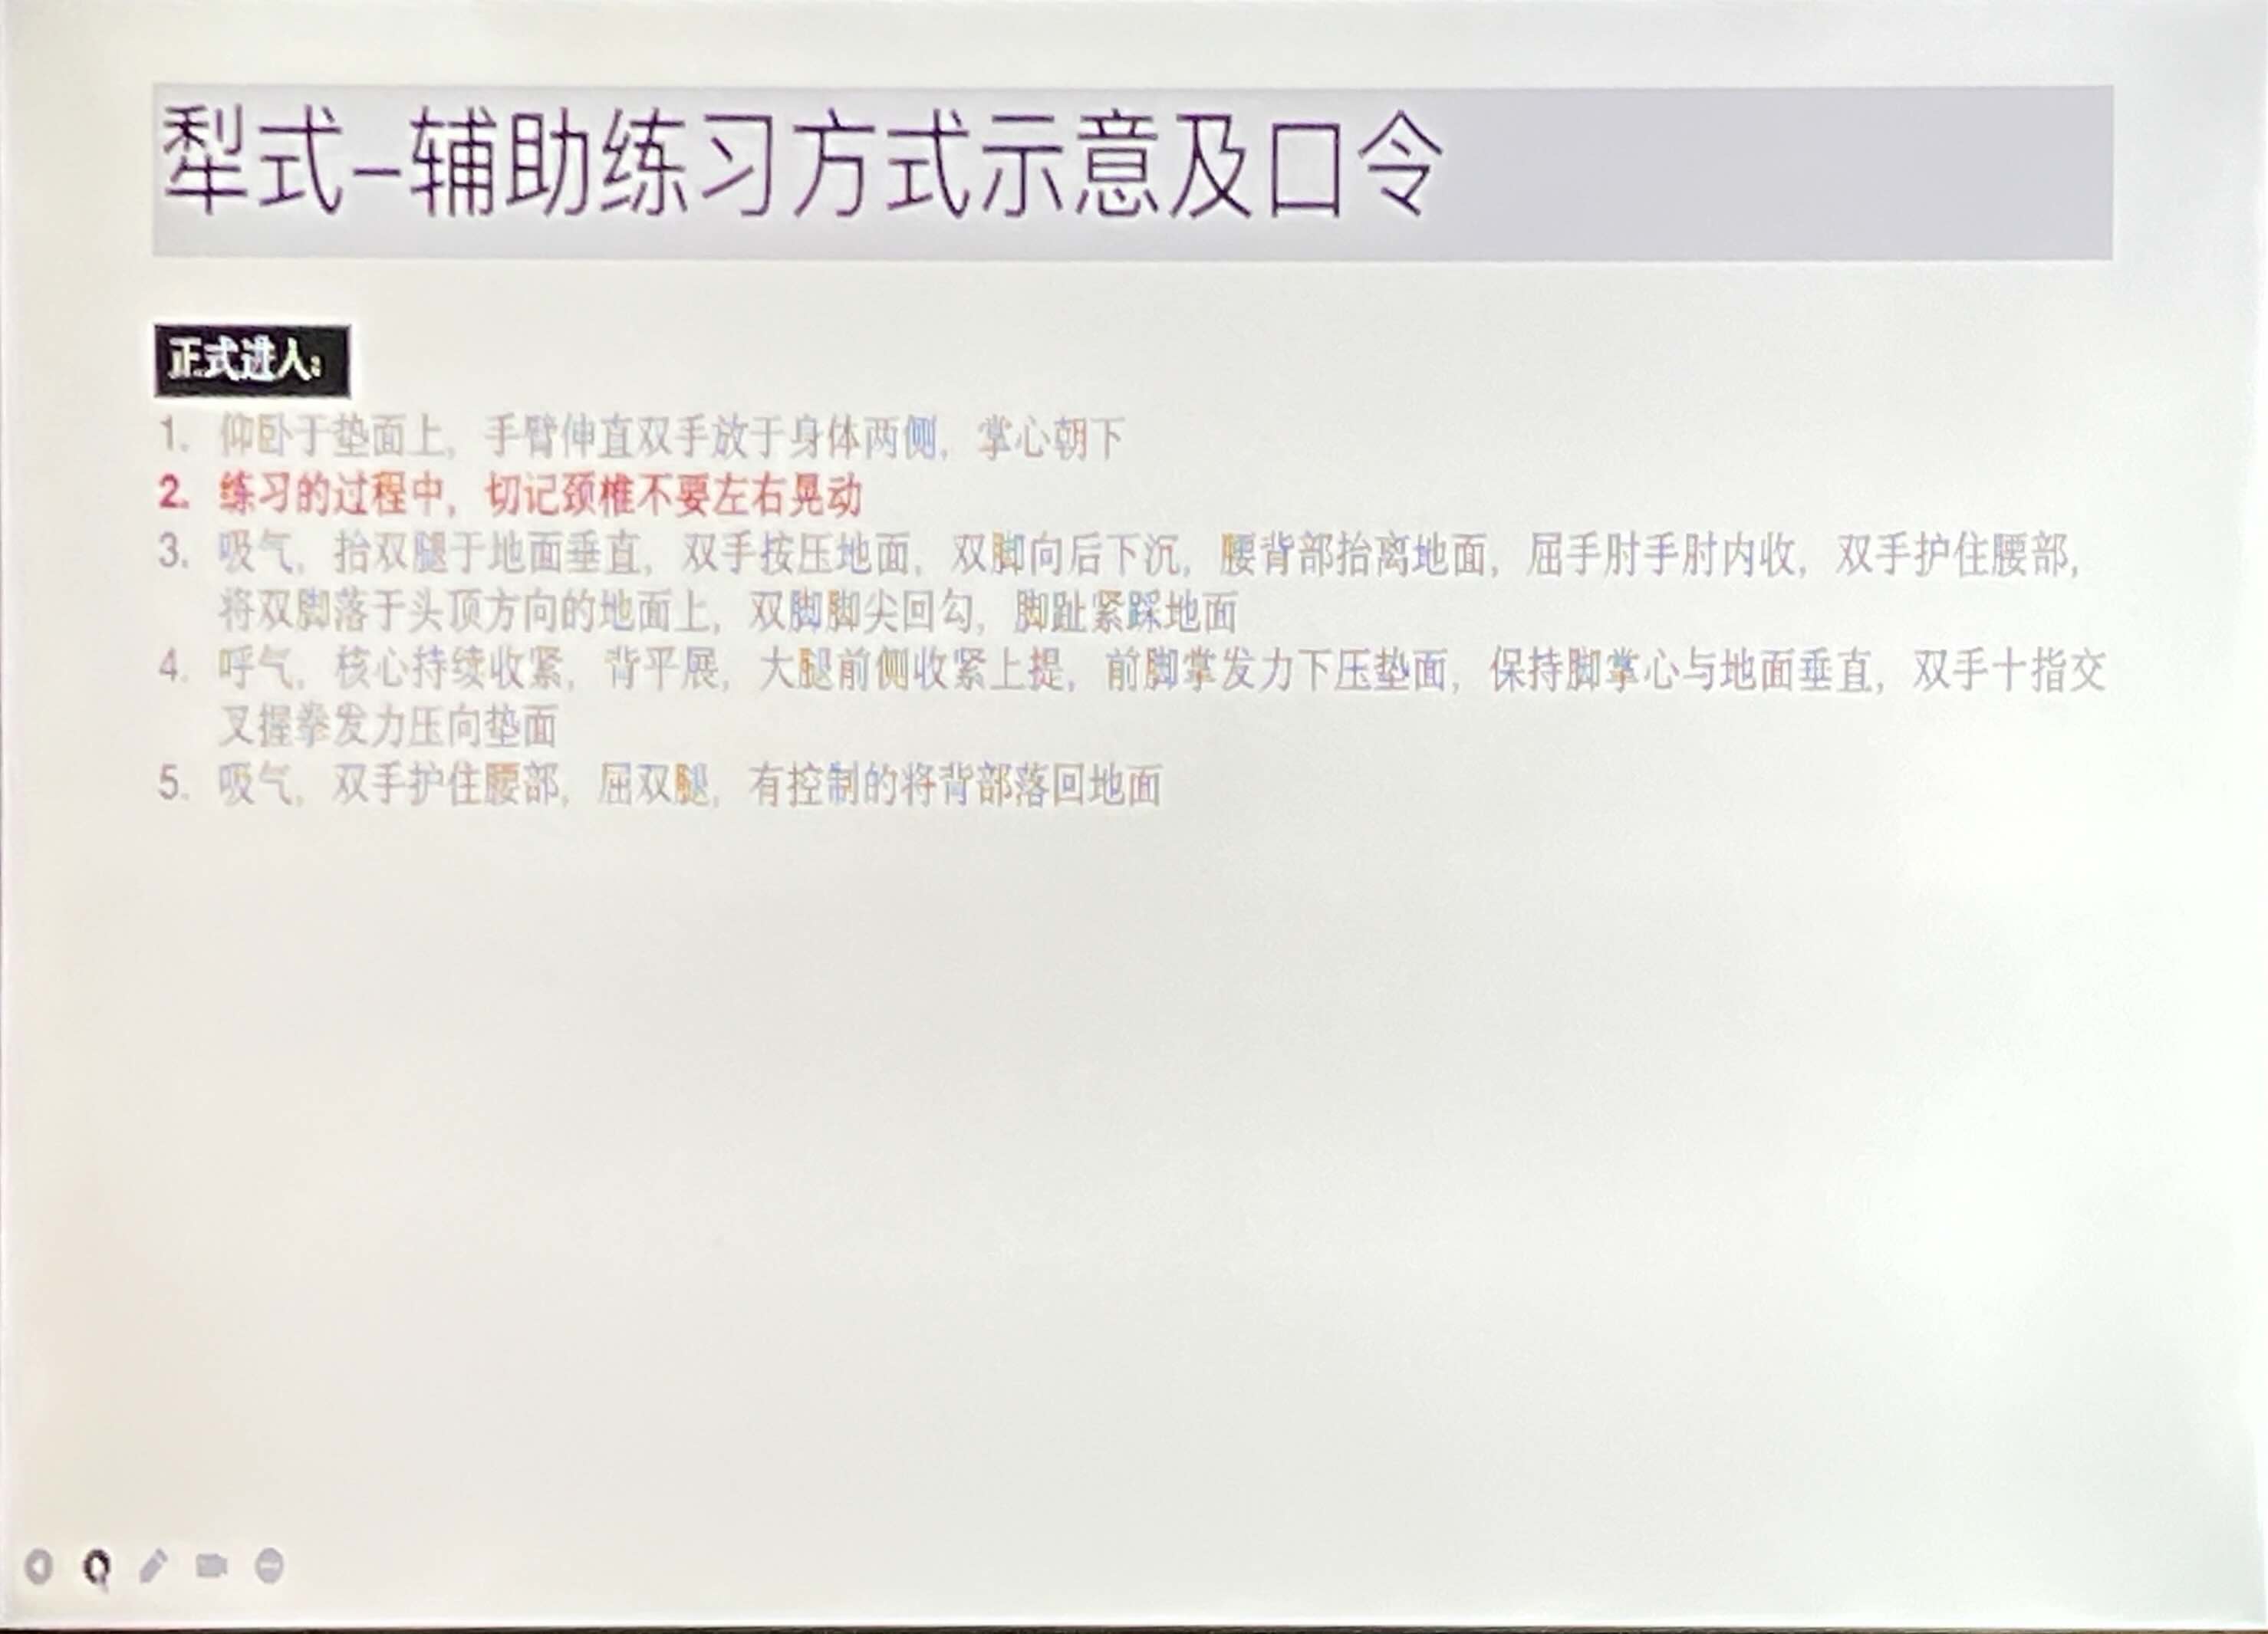 犁式-辅助练习方式示意及口令
正式进入：
1. 仰卧于垫面上，手臂伸直双手放于身体两侧，掌心朝下
2. 练习的过程中，切记颈椎不要左右晃动
3. 吸气，抬双腿于地面垂直，双手按压地面，双脚向后下沉，腰背部抬离地面，屈手肘手肘内收，双手护住腰部，
将双脚落于头顶方向的地面上，双脚脚尖回勾，脚趾紧踩地面
4. 呼气，核心持续收紧，背平展，大腿前侧收紧上提，前脚掌发力下压垫面，保持脚掌心与地面垂直，双手十指交
叉握拳发力压向垫面
5. 吸气，双手护住腰部，屈双腿，有控制的将背部落回地面